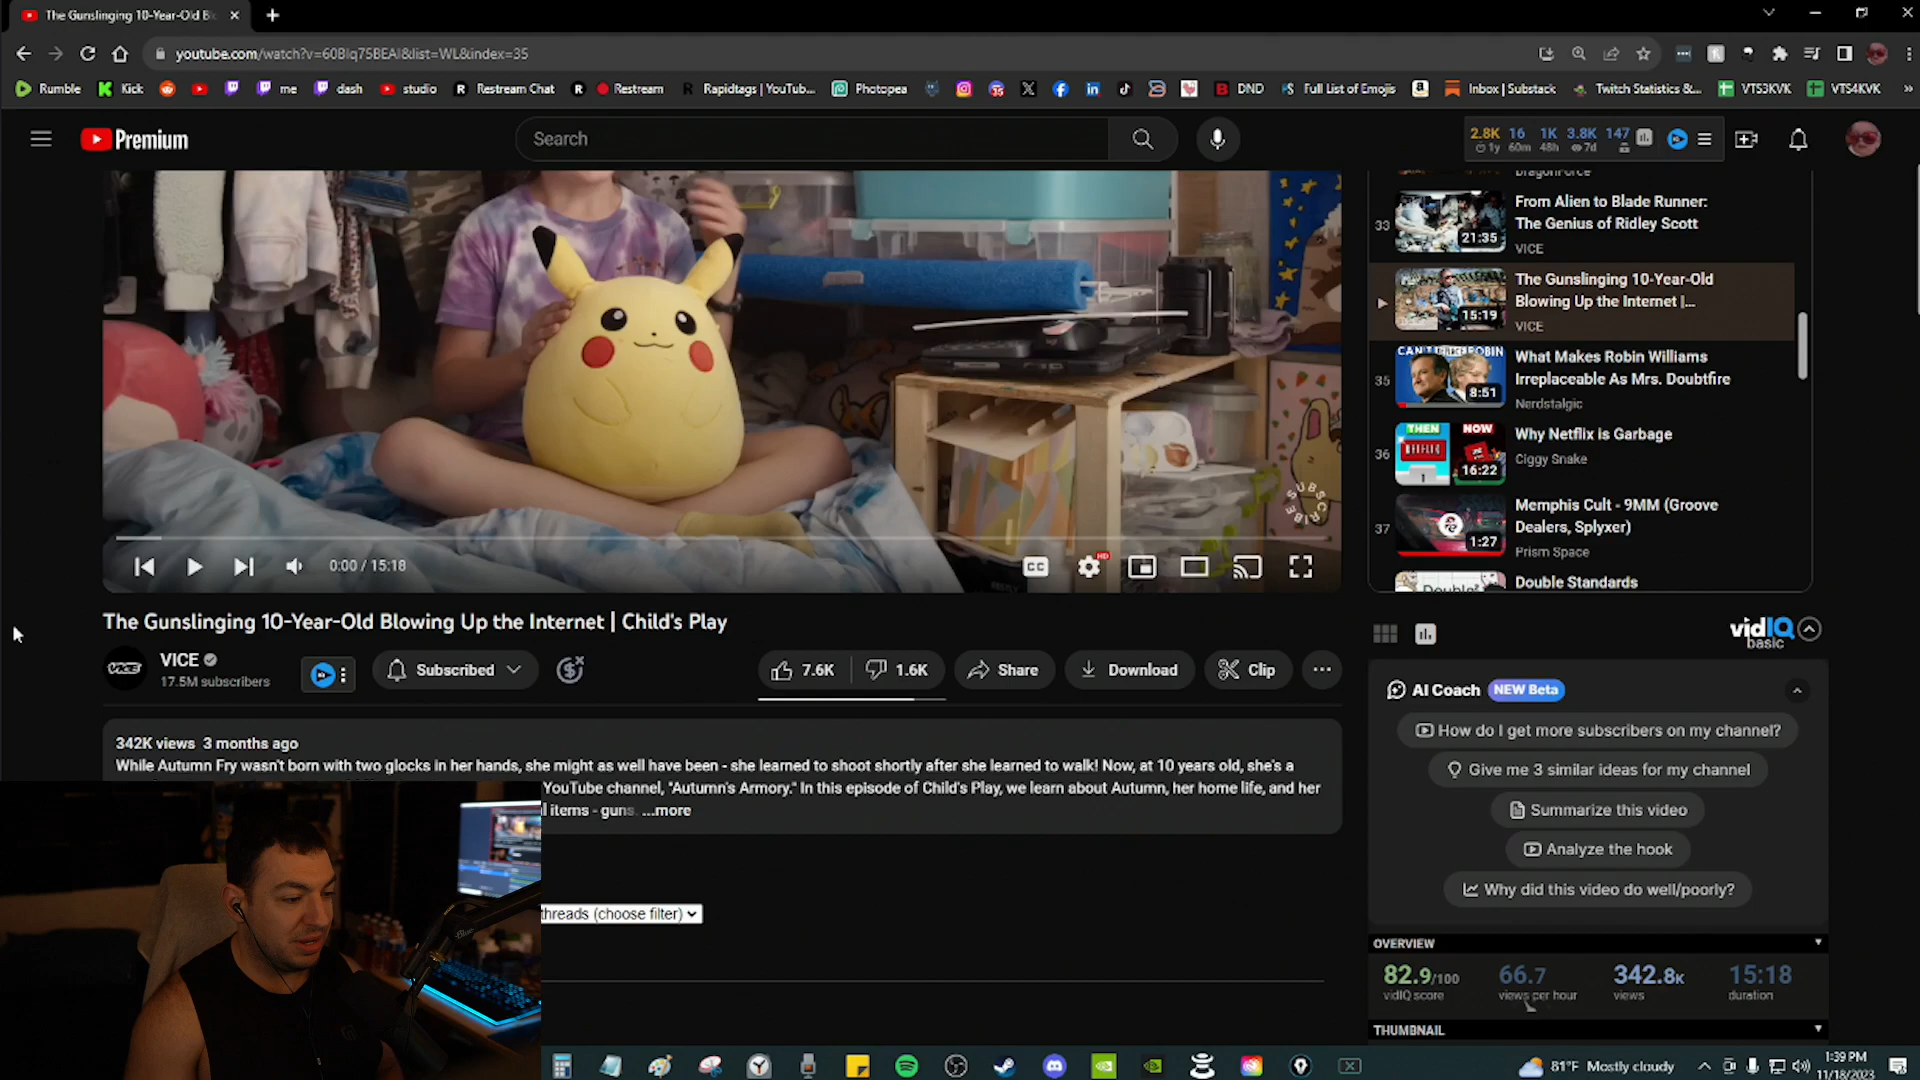 The Gunslinging 10-Year-Old Bl
youtube.com/watch?v=60BIq75BEAI&list=WL&index=35
Rumble
Kick
me
dash
studio
Restream Chat
Restream
Rapidtags | YouTub...
Photopea
DND
Full List of Emojis
Inbox | Substack
Twitch Statistics &...
VTS3KVK
VTS4KVK
Premium
Search
2.8K 16 1K 3.8K 147
1y 60m 48h 7d
DragonForce
33
From Alien to Blade Runner:
The Genius of Ridley Scott
VICE
21:35
The Gunslinging 10-Year-Old
Blowing Up the Internet |...
VICE
15:19
35
What Makes Robin Williams
Irreplaceable As Mrs. Doubtfire
Nerdstalgic
8:51
36
THEN NOW
NETFLIX
Why Netflix is Garbage
Ciggy Snake
16:22
37
Memphis Cult - 9MM (Groove
Dealers, Splyxer)
Prism Space
1:27
Double Standards
SUBSCRIBE
0:00 / 15:18
CC
HD
The Gunslinging 10-Year-Old Blowing Up the Internet | Child's Play
VICE
VICE
17.5M subscribers
Subscribed
7.6K
1.6K
Share
Download
Clip
342K views 3 months ago
While Autumn Fry wasn't born with two glocks in her hands, she might as well have been - she learned to shoot shortly after she learned to walk! Now, at 10 years old, she's a
YouTube channel, "Autumn's Armory." In this episode of Child's Play, we learn about Autumn, her home life, and her
l items - guns. ...more
threads (choose filter)
vidIQ
basic
AI Coach NEW Beta
How do I get more subscribers on my channel?
Give me 3 similar ideas for my channel
Summarize this video
Analyze the hook
Why did this video do well/poorly?
OVERVIEW
82.9/100 66.7 342.8K 15:18
vidIQ score views per hour views duration
THUMBNAIL
Blue
81°F Mostly cloudy
1:39 PM
11/18/2023